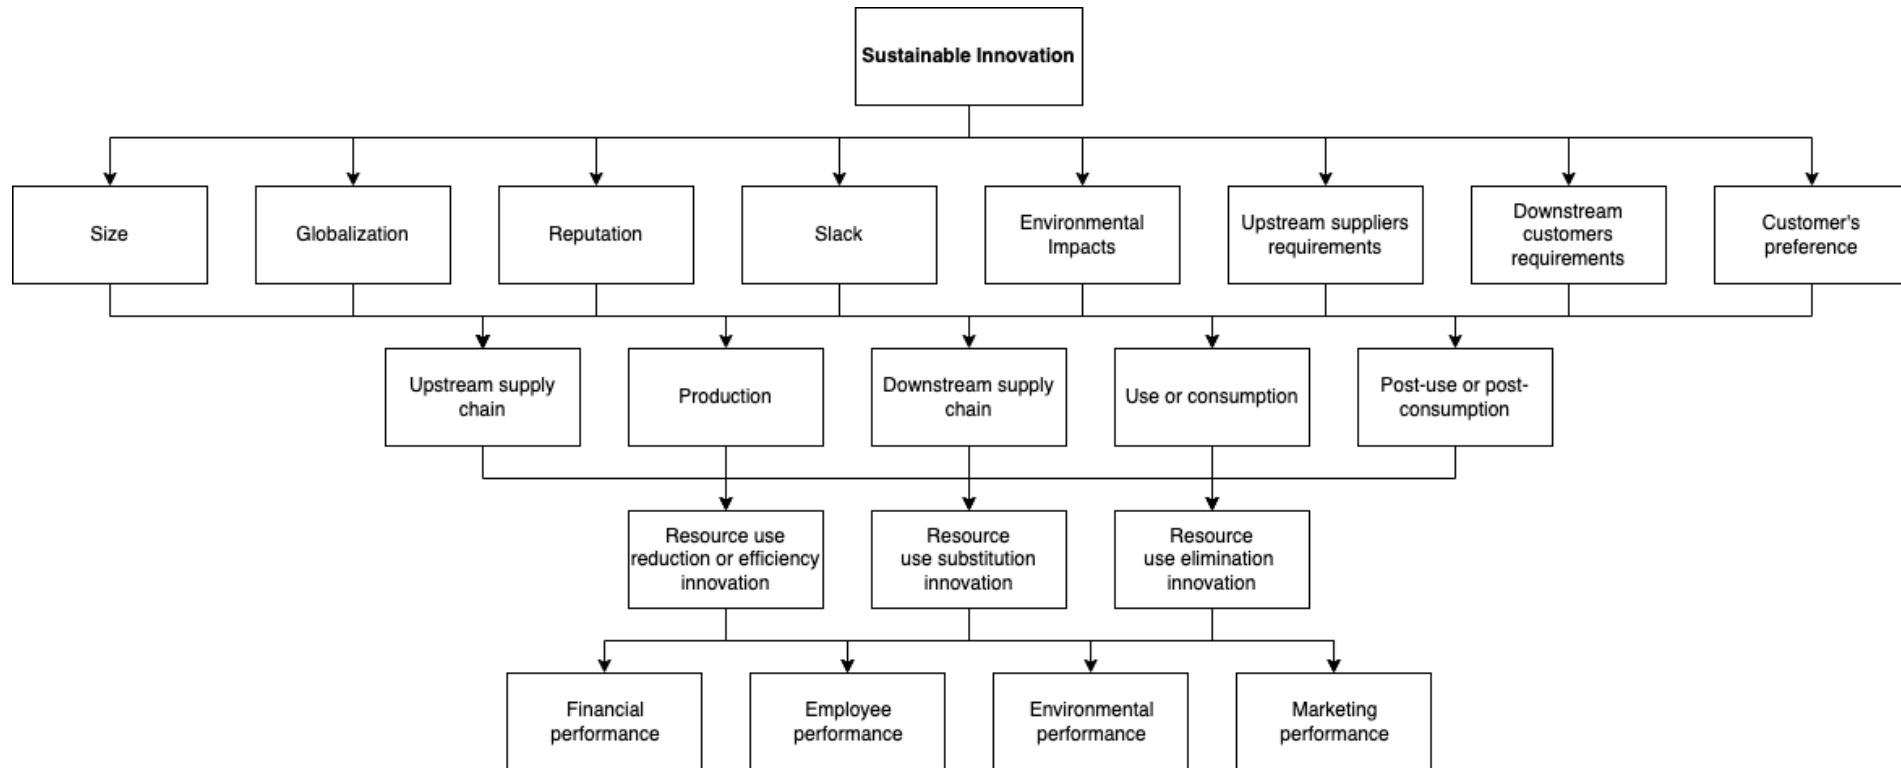 Sustainable Innovation
Size
Globalization
Reputation
Slack
Environmental
Impacts
Upstream suppliers
requirements
Downstream
customers
requirements
Customer's
preference
Upstream supply
chain
Production
Downstream supply
chain
Use or consumption
Post-use or post-
consumption
Resource use
reduction or efficiency
innovation
Resource
use substitution
innovation
Resource
use elimination
innovation
Financial
performance
Employee
performance
Environmental
performance
Marketing
performance